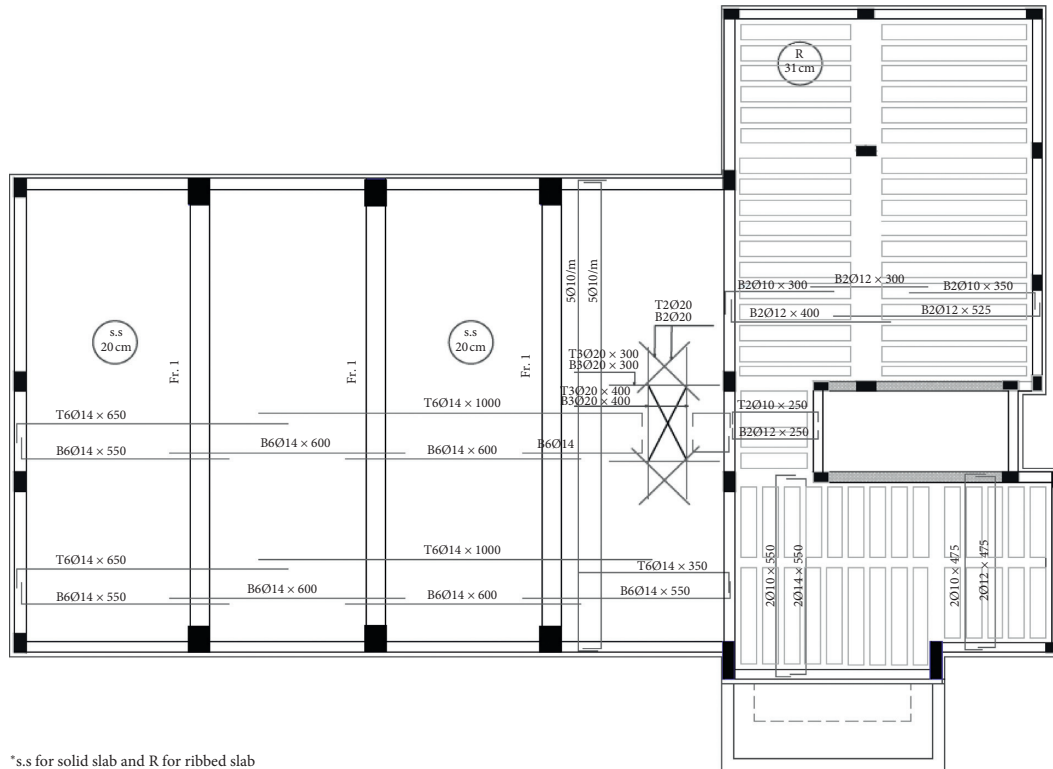 R
31 cm
5Ø10/m
5Ø10/m
B2Ø12 × 300
B2Ø10 × 300
B2Ø10 × 350
T2Ø20
B2Ø20
B2Ø12 × 400
B2Ø12 × 525
s.s
20 cm
s.s
20 cm
Fr. 1
Fr. 1
Fr. 1
T3Ø20 × 300
B3Ø20 × 300
T3Ø20 × 400
B3Ø20 × 400
T6Ø14 × 650
T6Ø14 × 1000
T2Ø10 × 250
B6Ø14 × 550
B6Ø14 × 600
B6Ø14 × 600
B6Ø14
B2Ø12 × 250
T6Ø14 × 650
T6Ø14 × 1000
T6Ø14 × 350
B6Ø14 × 550
B6Ø14 × 600
B6Ø14 × 600
B6Ø14 × 550
2Ø10 × 550
2Ø14 × 550
2Ø10 × 475
2Ø12 × 475
*s.s for solid slab and R for ribbed slab